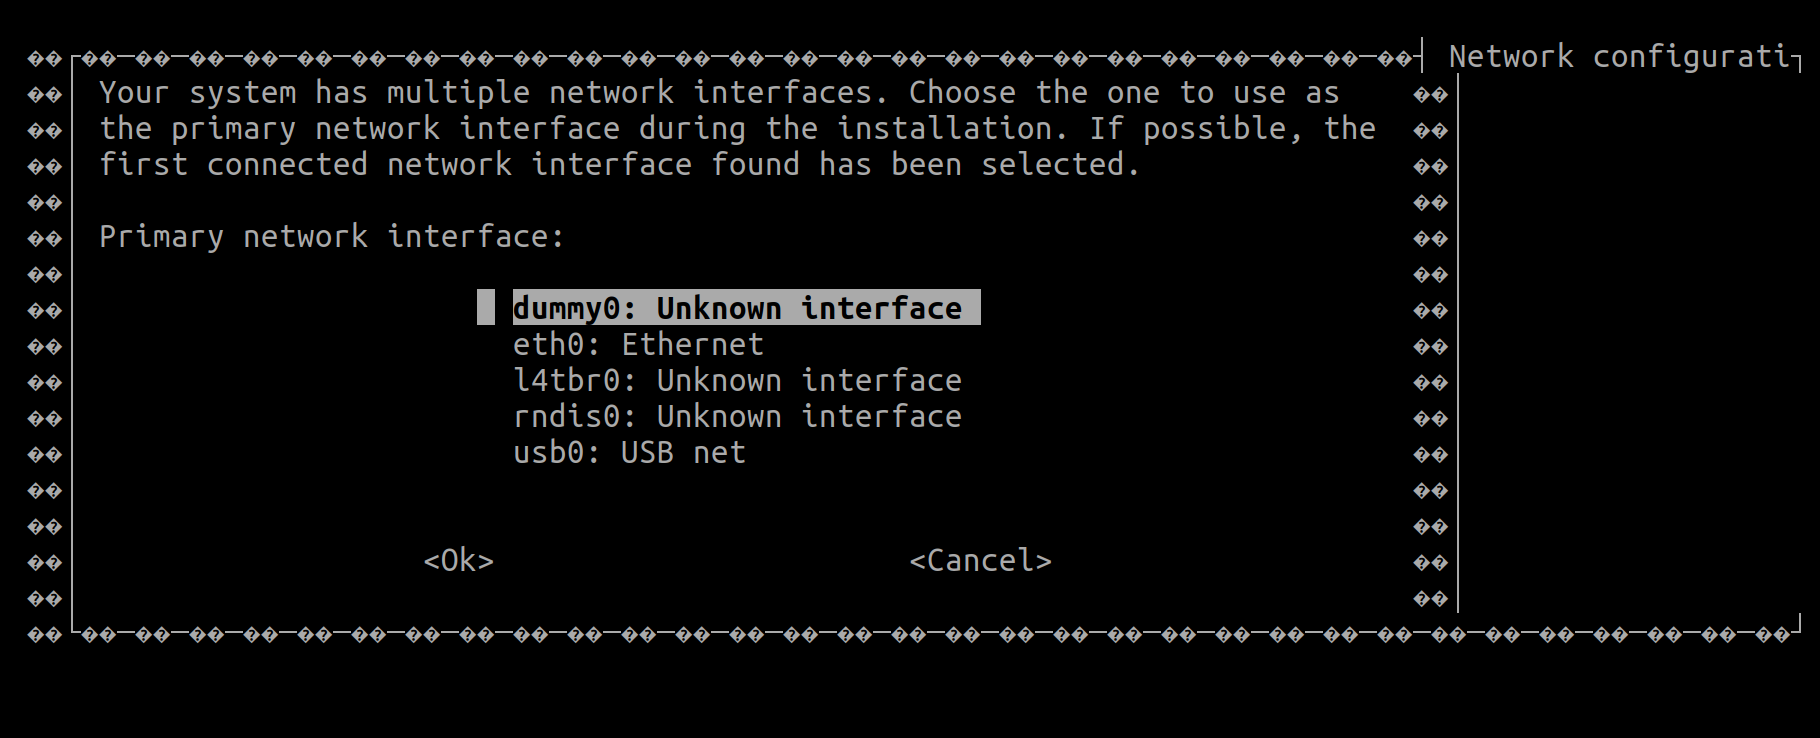 Network configurati
Your system has multiple network interfaces. Choose the one to use as
the primary network interface during the installation. If possible, the
first connected network interface found has been selected.
Primary network interface:
dummy0: Unknown interface
eth0: Ethernet
l4tbr0: Unknown interface
rndis0: Unknown interface
usb0: USB net
<Ok> <Cancel>